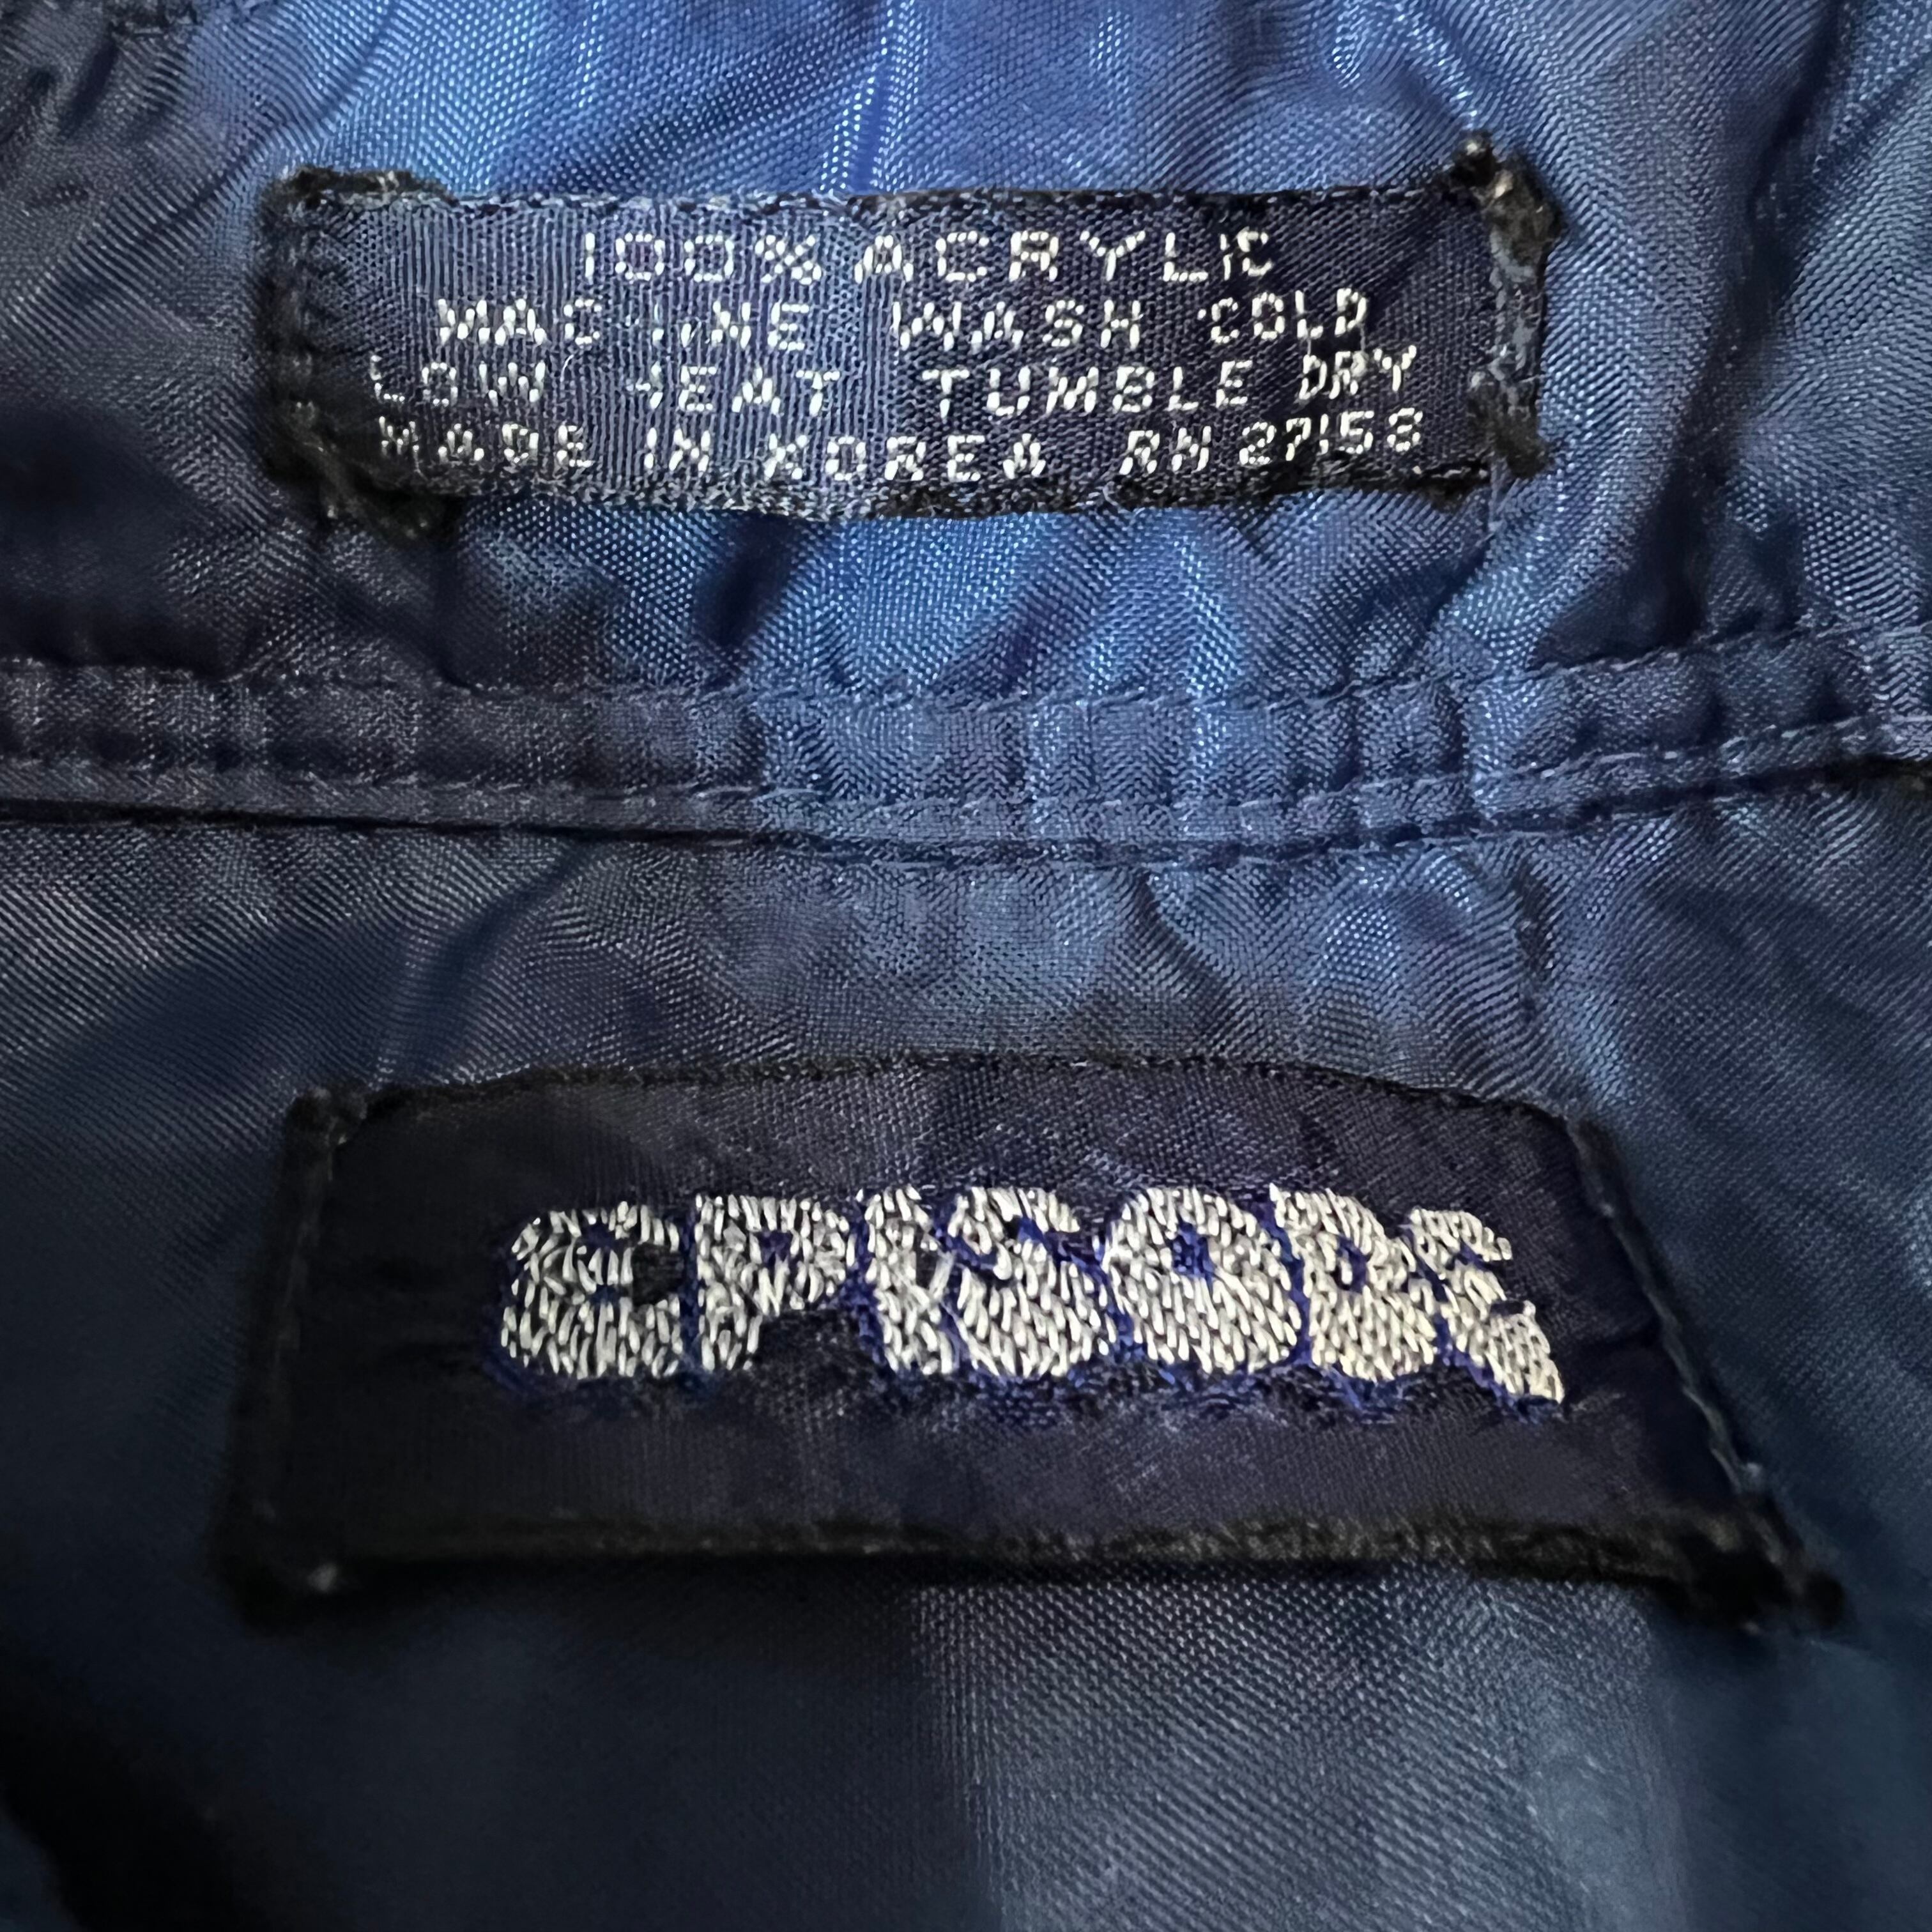 100% ACRYLIC
MACHINE WASH COLD
LOW HEAT TUMBLE DRY
MADE IN KOREA RN 27158
EPISODE